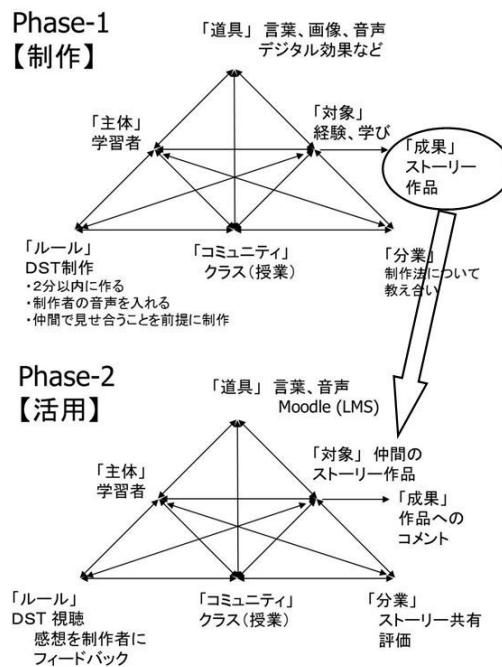 Phase-1
【制作】
「道具」 言葉、画像、音声
デジタル効果など
「主体」
学習者
「対象」
経験、学び
「成果」
ストーリー
作品
「ルール」
DST制作
・2分以内に作る
・制作者の音声を入れる
・仲間で見せ合うことを前提に制作
「コミュニティ」
クラス(授業)
「分業」
制作法について
教え合い
Phase-2
【活用】
「道具」 言葉、音声
Moodle (LMS)
「主体」
学習者
「対象」 仲間の
ストーリー作品
「成果」
作品への
コメント
「ルール」
DST 視聴
感想を制作者に
フィードバック
「コミュニティ」
クラス(授業)
「分業」
ストーリー共有
評価